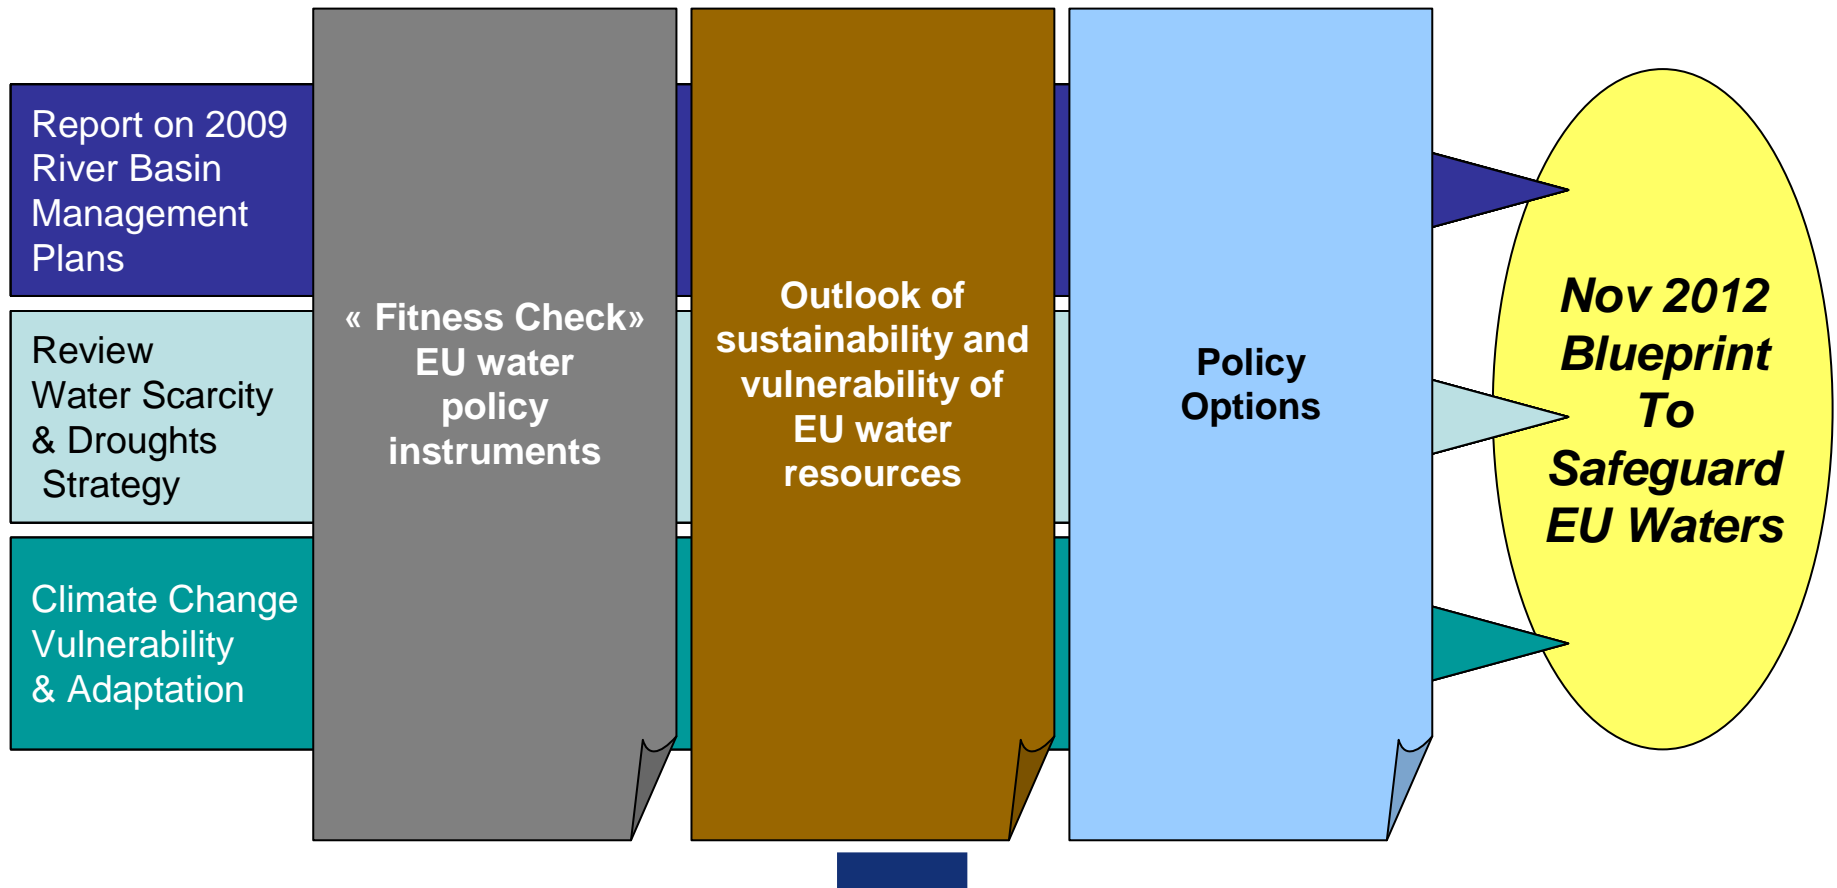 Report on 2009
River Basin
Management
Plans
Review
Water Scarcity
& Droughts
Strategy
Climate Change
Vulnerability
& Adaptation
« Fitness Check»
EU water
policy
instruments
Outlook of
sustainability and
vulnerability of
EU water
resources
Policy
Options
Nov 2012
Blueprint
To
Safeguard
EU Waters